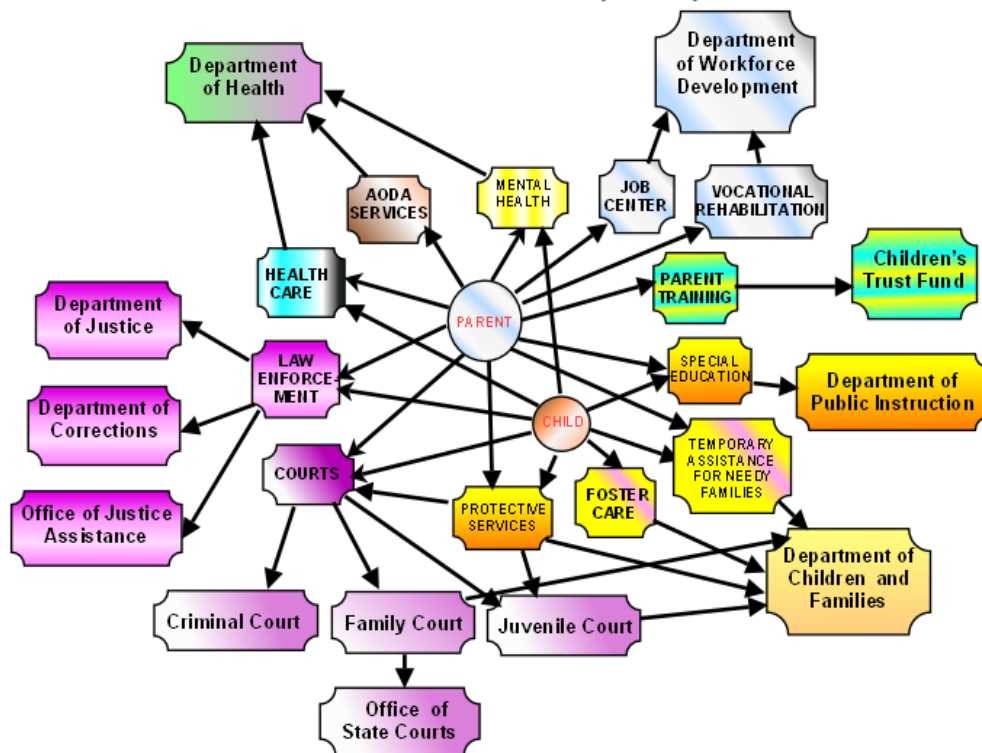 Department
of Health
Department
of Workforce
Development
AODA
SERVICES
MENTAL
HEALTH
JOB
CENTER
VOCATIONAL
REHABILITATION
HEALTH
CARE
PARENT
PARENT
TRAINING
Children's
Trust Fund
Department
of Justice
LAW
ENFORCE-
MENT
SPECIAL
EDUCATION
Department of
Public Instruction
Department of
Corrections
CHILD
COURTS
TEMPORARY
ASSISTANCE
FOR NEEDY
FAMILIES
Office of Justice
Assistance
PROTECTIVE
SERVICES
FOSTER
CARE
Department of
Children and
Families
Criminal Court
Family Court
Juvenile Court
Office of
State Courts